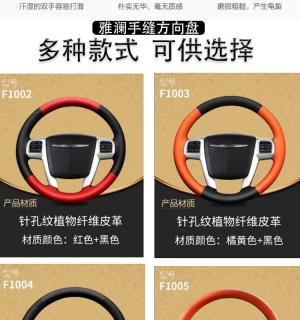 汗湿的双手容易打滑
朴实无华，毫无质感
磨损粗糙，产生龟裂
雅澜手缝方向盘
多种款式 可供选择
型号
F1002
型号
F1003
产品材质
产品材质
针孔纹植物纤维皮革
针孔纹植物纤维皮革
材质颜色：红色+黑色
材质颜色：橘黄色+黑色
型号
F1004
型号
F1005